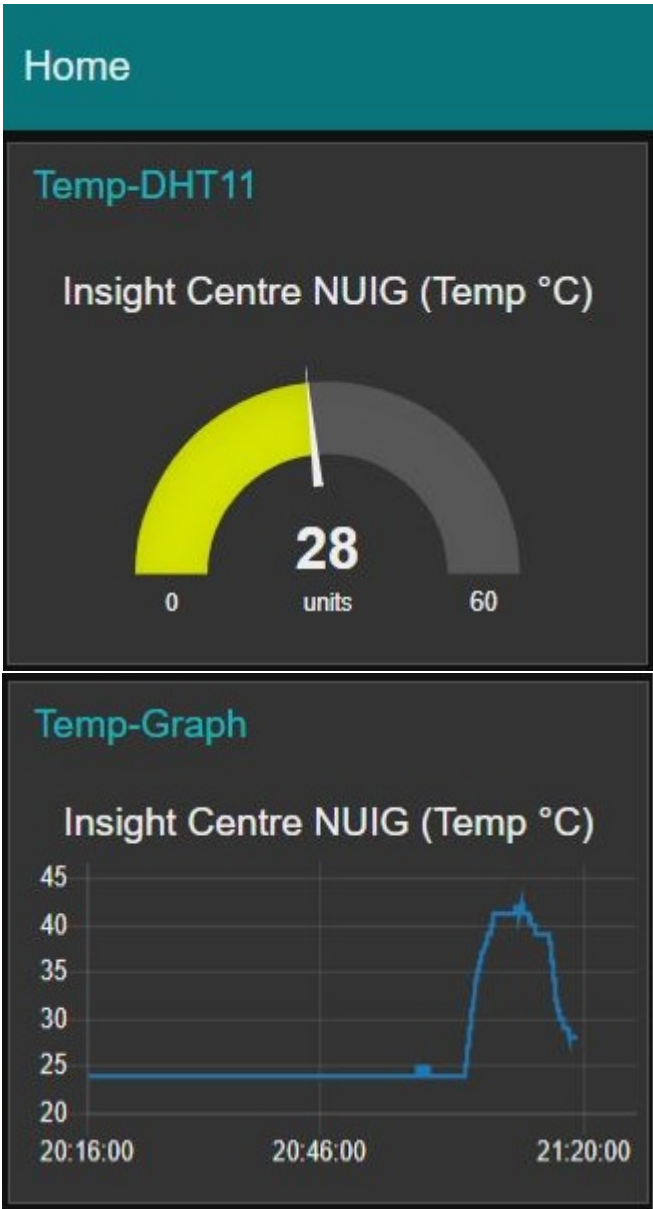 Home
Temp-DHT11
Insight Centre NUIG (Temp °C)
28
0 units 60
Temp-Graph
Insight Centre NUIG (Temp °C)
45
40
35
30
25
20
20:16:00 20:46:00 21:20:00